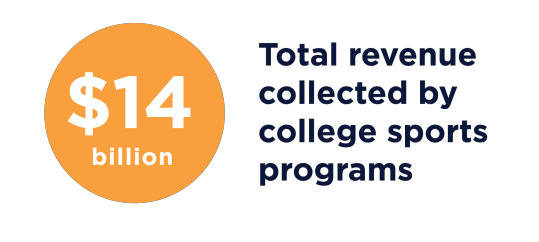 $14
billion
Total revenue
collected by
college sports
programs